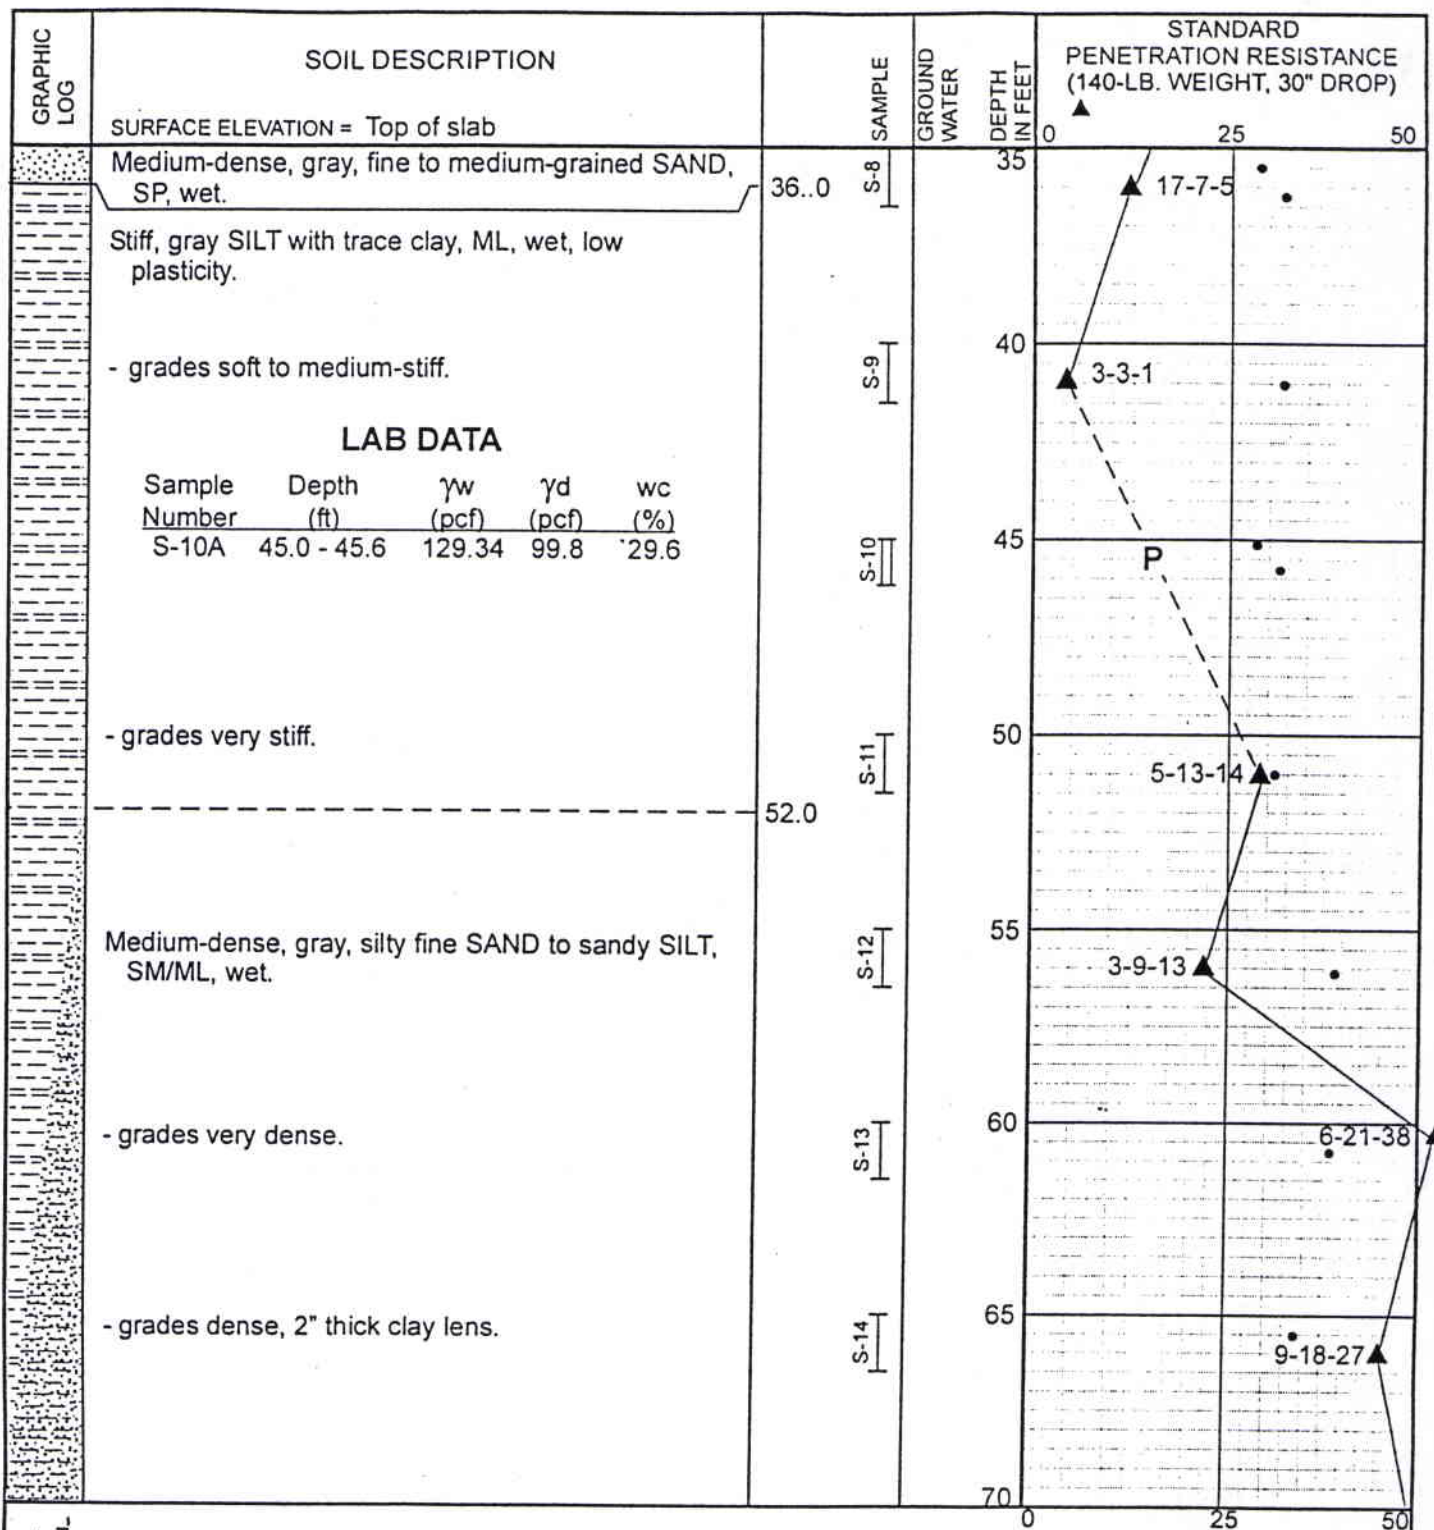 GRAPHIC
LOG
SOIL DESCRIPTION
SURFACE ELEVATION = Top of slab
SAMPLE
GROUND
WATER
DEPTH
IN FEET
STANDARD
PENETRATION RESISTANCE
(140-LB. WEIGHT, 30" DROP)
▲
0 25 50
Medium-dense, gray, fine to medium-grained SAND,
SP, wet.
36..0
S-8
35
17-7-5
Stiff, gray SILT with trace clay, ML, wet, low
plasticity.
- grades soft to medium-stiff.
S-9
40
3-3-1
LAB DATA
Sample Depth γw γd wc
Number (ft) (pcf) (pcf) (%)
S-10A 45.0 - 45.6 129.34 99.8 29.6
S-10
45
P
- grades very stiff.
S-11
50
5-13-14
52.0
Medium-dense, gray, silty fine SAND to sandy SILT,
SM/ML, wet.
S-12
55
3-9-13
- grades very dense.
S-13
60
6-21-38
- grades dense, 2" thick clay lens.
S-14
65
9-18-27
70
0 25 50